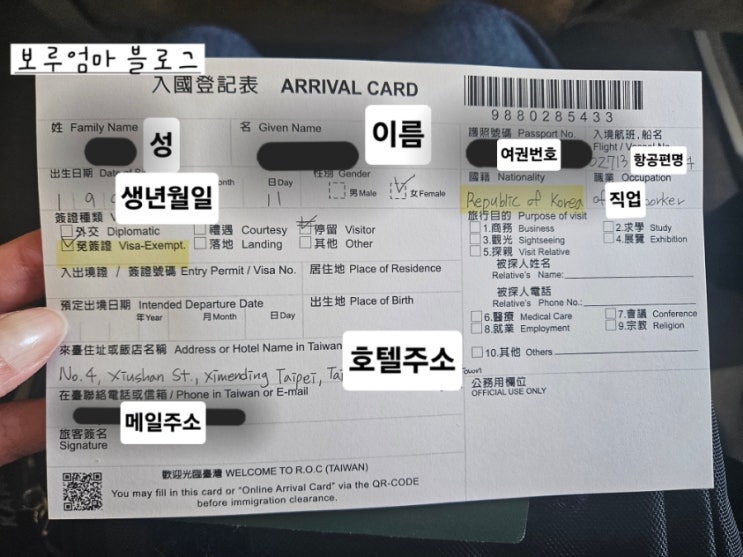 보루엄마 블로그
入國登記表 ARRIVAL CARD
9880285433
姓 Family Name
성
名 Given Name
이름
護照號碼 Passport No.
여권번호
入境航班.船名
Flight / Vessel No.
항공편명
出生日期 Date of Birth
생년월일
日Day
11
性別 Gender
男Male
女Female
國籍 Nationality
Republic of Korea
職業 Occupation
직업
簽證種類
外交 Diplomatic
禮遇 Courtesy
停留 Visitor
免簽證 Visa-Exempt.
落地 Landing
其他 Other
旅行目的 Purpose of visit
1.商務 Business
2.求學 Study
3.觀光 Sightseeing
4.展覽 Exhibition
5.探親 Visit Relative
被探人姓名
Relative's Name:
被探人電話
Relative's Phone No.:
6.醫療 Medical Care
7.會議 Conference
8.就業 Employment
9.宗教 Religion
10.其他 Others
入出境證 / 簽證號碼 Entry Permit / Visa No.
居住地 Place of Residence
預定出境日期 Intended Departure Date
年Year
月Month
日Day
出生地 Place of Birth
來臺住址或飯店名稱 Address or Hotel Name in Taiwan
호텔주소
No.4, Xiushan St., Ximending Taipei,
公務用欄位
OFFICIAL USE ONLY
在臺聯絡電話或信箱 / Phone in Taiwan or E-mail
메일주소
旅客簽名
Signature
歡迎光臨臺灣 WELCOME TO R.O.C (TAIWAN)
You may fill in this card or "Online Arrival Card" via the QR-CODE
before immigration clearance.